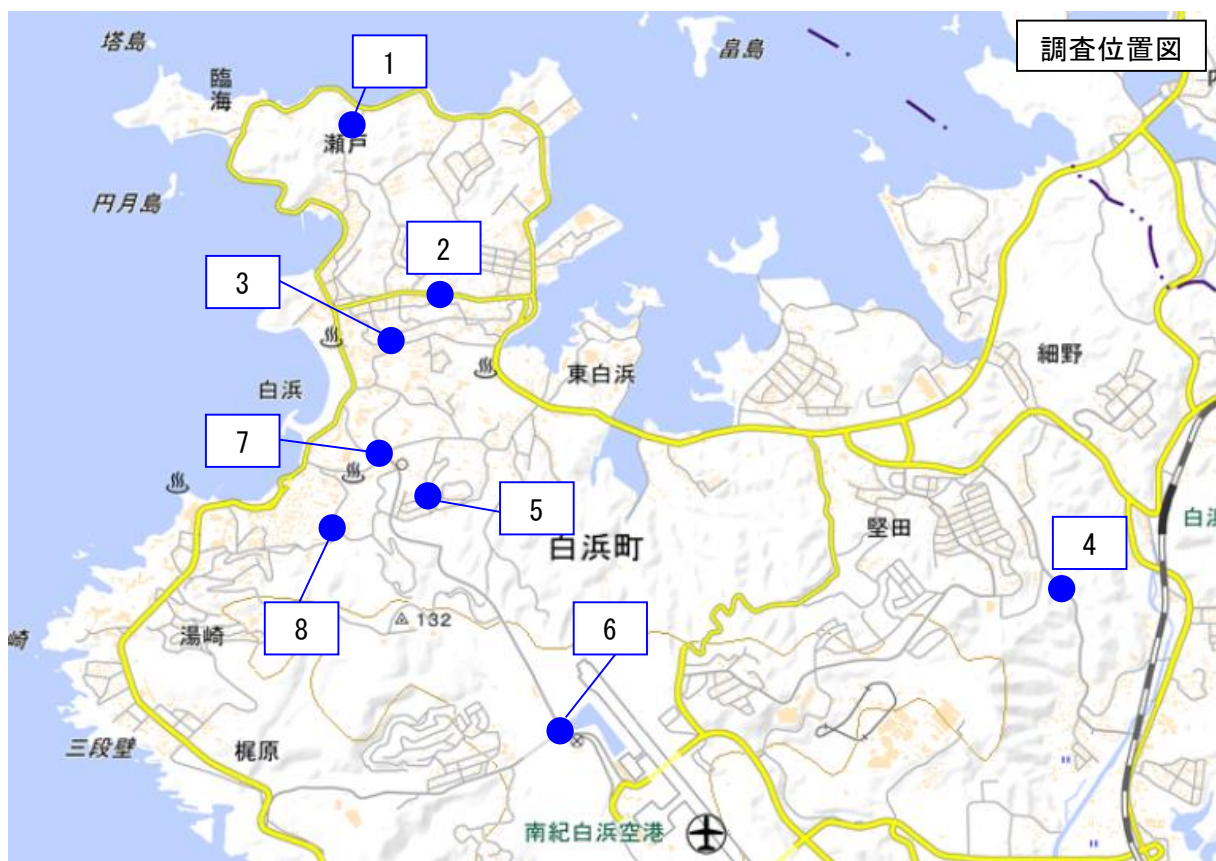 調査位置図
塔島
畠島
1
臨海
瀬戸
円月島
2
3
細野
東白浜
白浜
7
5
堅田
白浜町
4
8
132
6
湯崎
崎
三段壁
梶原
南紀白浜空港